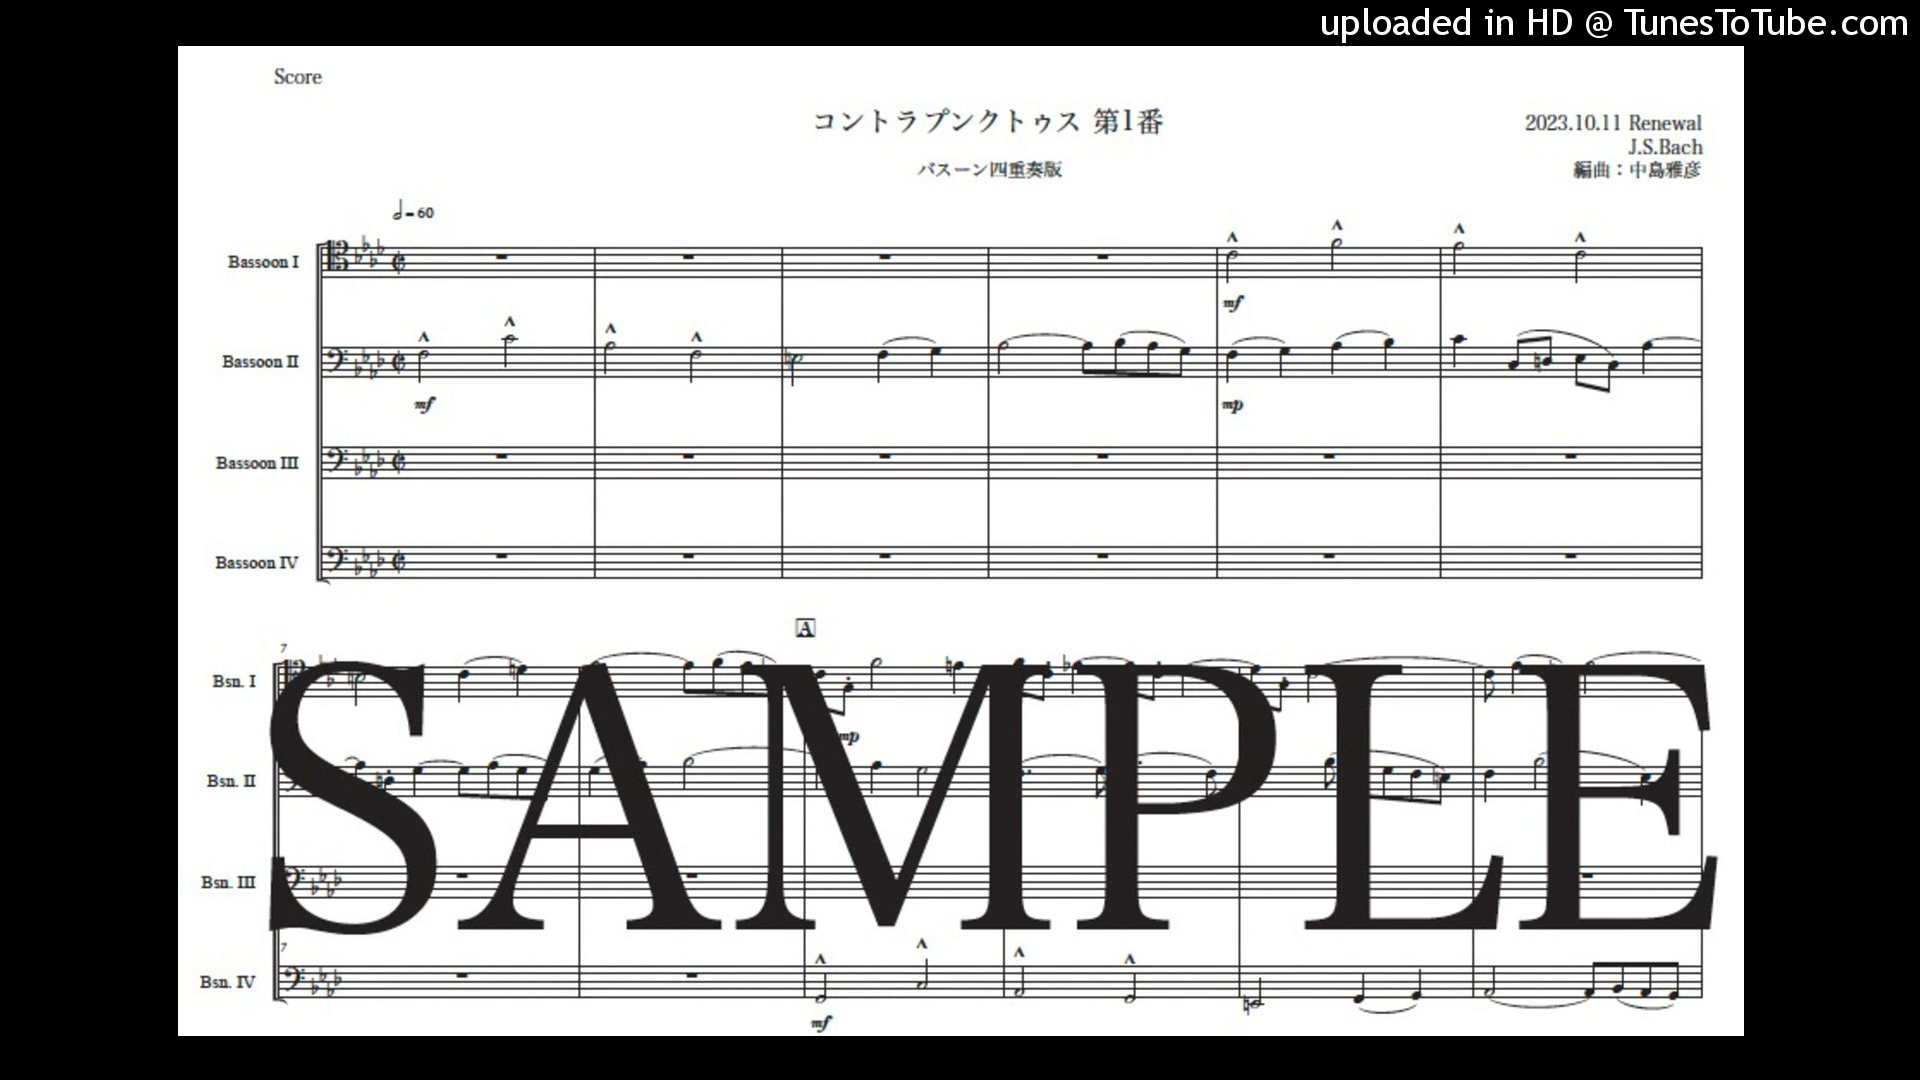 uploaded in HD @ TunesToTube.com
Score
コントラプンクトゥス 第1番
バスーン四重奏版
2023.10.11 Renewal
J.S.Bach
編曲：中島雅彦
=60
Bassoon I
mf
Bassoon II
mf
mp
Bassoon III
Bassoon IV
A
7
Bsn. I
mp
Bsn. II
Bsn. III
SAMPLE
7
Bsn. IV
mf